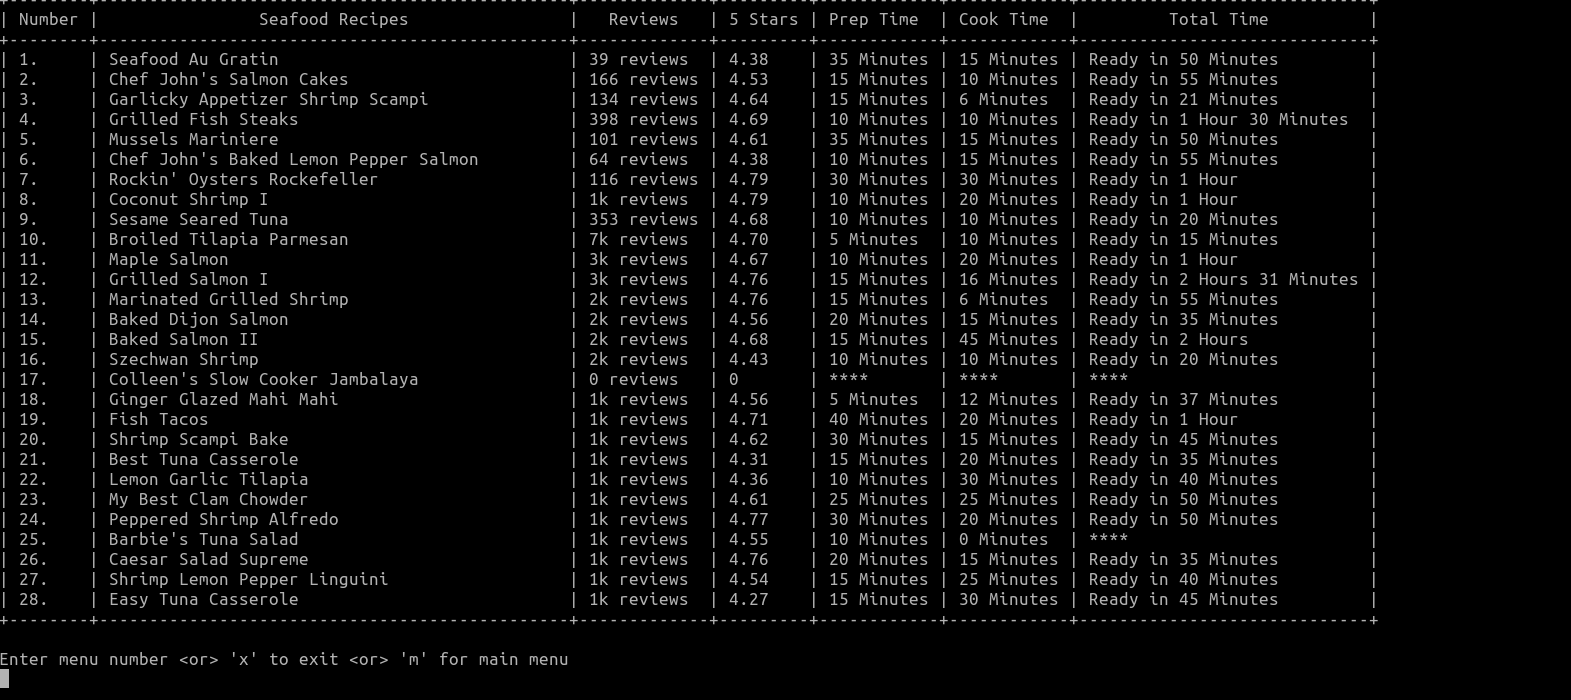 +--------+-----------------------------------------------+-------------+---------+------------+------------+-----------------------------+
| Number |                Seafood Recipes                |   Reviews   | 5 Stars | Prep Time  | Cook Time  |         Total Time          |
+--------+-----------------------------------------------+-------------+---------+------------+------------+-----------------------------+
| 1.     | Seafood Au Gratin                             | 39 reviews  | 4.38    | 35 Minutes | 15 Minutes | Ready in 50 Minutes         |
| 2.     | Chef John's Salmon Cakes                      | 166 reviews | 4.53    | 15 Minutes | 10 Minutes | Ready in 55 Minutes         |
| 3.     | Garlicky Appetizer Shrimp Scampi              | 134 reviews | 4.64    | 15 Minutes | 6 Minutes  | Ready in 21 Minutes         |
| 4.     | Grilled Fish Steaks                           | 398 reviews | 4.69    | 10 Minutes | 10 Minutes | Ready in 1 Hour 30 Minutes  |
| 5.     | Mussels Mariniere                             | 101 reviews | 4.61    | 35 Minutes | 15 Minutes | Ready in 50 Minutes         |
| 6.     | Chef John's Baked Lemon Pepper Salmon         | 64 reviews  | 4.38    | 10 Minutes | 15 Minutes | Ready in 55 Minutes         |
| 7.     | Rockin' Oysters Rockefeller                   | 116 reviews | 4.79    | 30 Minutes | 30 Minutes | Ready in 1 Hour             |
| 8.     | Coconut Shrimp I                              | 1k reviews  | 4.79    | 10 Minutes | 20 Minutes | Ready in 1 Hour             |
| 9.     | Sesame Seared Tuna                            | 353 reviews | 4.68    | 10 Minutes | 10 Minutes | Ready in 20 Minutes         |
| 10.    | Broiled Tilapia Parmesan                      | 7k reviews  | 4.70    | 5 Minutes  | 10 Minutes | Ready in 15 Minutes         |
| 11.    | Maple Salmon                                  | 3k reviews  | 4.67    | 10 Minutes | 20 Minutes | Ready in 1 Hour             |
| 12.    | Grilled Salmon I                              | 3k reviews  | 4.76    | 15 Minutes | 16 Minutes | Ready in 2 Hours 31 Minutes |
| 13.    | Marinated Grilled Shrimp                      | 2k reviews  | 4.76    | 15 Minutes | 6 Minutes  | Ready in 55 Minutes         |
| 14.    | Baked Dijon Salmon                            | 2k reviews  | 4.56    | 20 Minutes | 15 Minutes | Ready in 35 Minutes         |
| 15.    | Baked Salmon II                               | 2k reviews  | 4.68    | 15 Minutes | 45 Minutes | Ready in 2 Hours            |
| 16.    | Szechwan Shrimp                               | 2k reviews  | 4.43    | 10 Minutes | 10 Minutes | Ready in 20 Minutes         |
| 17.    | Colleen's Slow Cooker Jambalaya               | 0 reviews   | 0       | ****       | ****       | ****                        |
| 18.    | Ginger Glazed Mahi Mahi                       | 1k reviews  | 4.56    | 5 Minutes  | 12 Minutes | Ready in 37 Minutes         |
| 19.    | Fish Tacos                                    | 1k reviews  | 4.71    | 40 Minutes | 20 Minutes | Ready in 1 Hour             |
| 20.    | Shrimp Scampi Bake                            | 1k reviews  | 4.62    | 30 Minutes | 15 Minutes | Ready in 45 Minutes         |
| 21.    | Best Tuna Casserole                           | 1k reviews  | 4.31    | 15 Minutes | 20 Minutes | Ready in 35 Minutes         |
| 22.    | Lemon Garlic Tilapia                          | 1k reviews  | 4.36    | 10 Minutes | 30 Minutes | Ready in 40 Minutes         |
| 23.    | My Best Clam Chowder                          | 1k reviews  | 4.61    | 25 Minutes | 25 Minutes | Ready in 50 Minutes         |
| 24.    | Peppered Shrimp Alfredo                       | 1k reviews  | 4.77    | 30 Minutes | 20 Minutes | Ready in 50 Minutes         |
| 25.    | Barbie's Tuna Salad                           | 1k reviews  | 4.55    | 10 Minutes | 0 Minutes  | ****                        |
| 26.    | Caesar Salad Supreme                          | 1k reviews  | 4.76    | 20 Minutes | 15 Minutes | Ready in 35 Minutes         |
| 27.    | Shrimp Lemon Pepper Linguini                  | 1k reviews  | 4.54    | 15 Minutes | 25 Minutes | Ready in 40 Minutes         |
| 28.    | Easy Tuna Casserole                           | 1k reviews  | 4.27    | 15 Minutes | 30 Minutes | Ready in 45 Minutes         |
+--------+-----------------------------------------------+-------------+---------+------------+------------+-----------------------------+
Enter menu number <or> 'x' to exit <or> 'm' for main menu